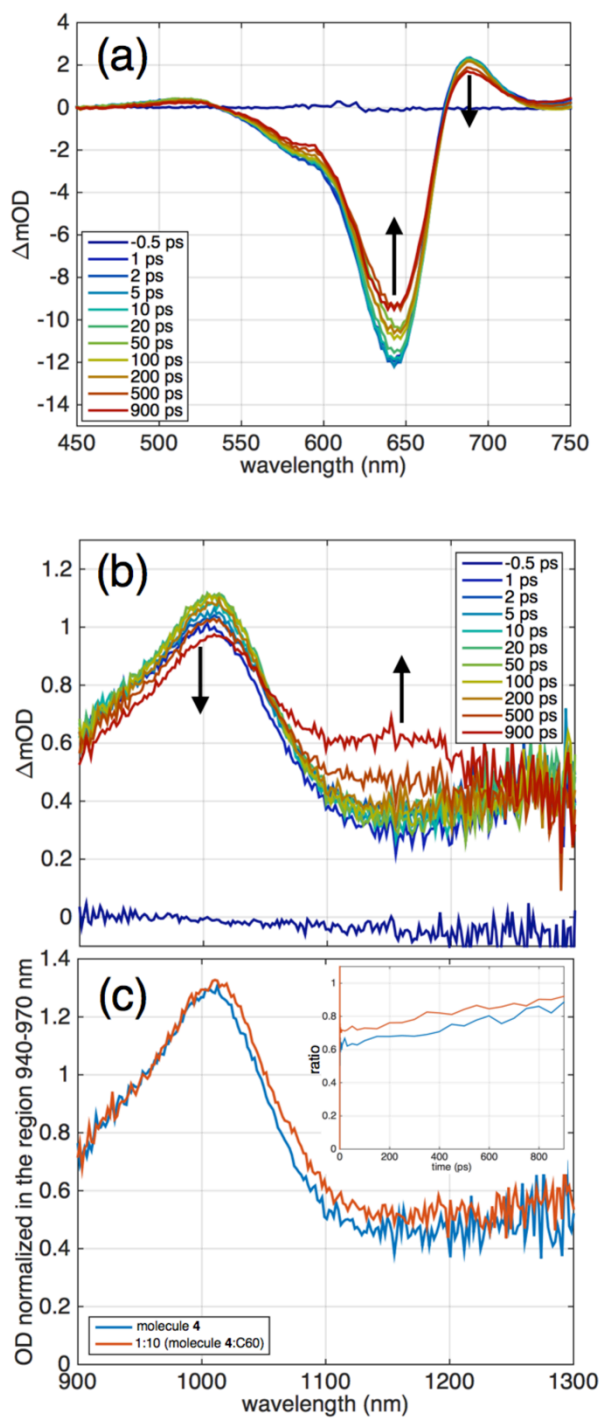 (a)
4
2
0
-2
-4
-6
-8
-10
-12
-14
ΔmOD
-0.5 ps
1 ps
2 ps
5 ps
10 ps
20 ps
50 ps
100 ps
200 ps
500 ps
900 ps
450 500 550 600 650 700 750
wavelength (nm)
(b)
1.2
1
0.8
0.6
0.4
0.2
0
ΔmOD
-0.5 ps
1 ps
2 ps
5 ps
10 ps
20 ps
50 ps
100 ps
200 ps
500 ps
900 ps
(c)
1.4
1.2
1
0.8
0.6
0.4
0.2
0
OD normalized in the region 940-970 nm
1
0.8
0.6
0.4
0.2
0
ratio
0 200 400 600 800
time (ps)
molecule 4
1:10 (molecule 4:C60)
900 1000 1100 1200 1300
wavelength (nm)